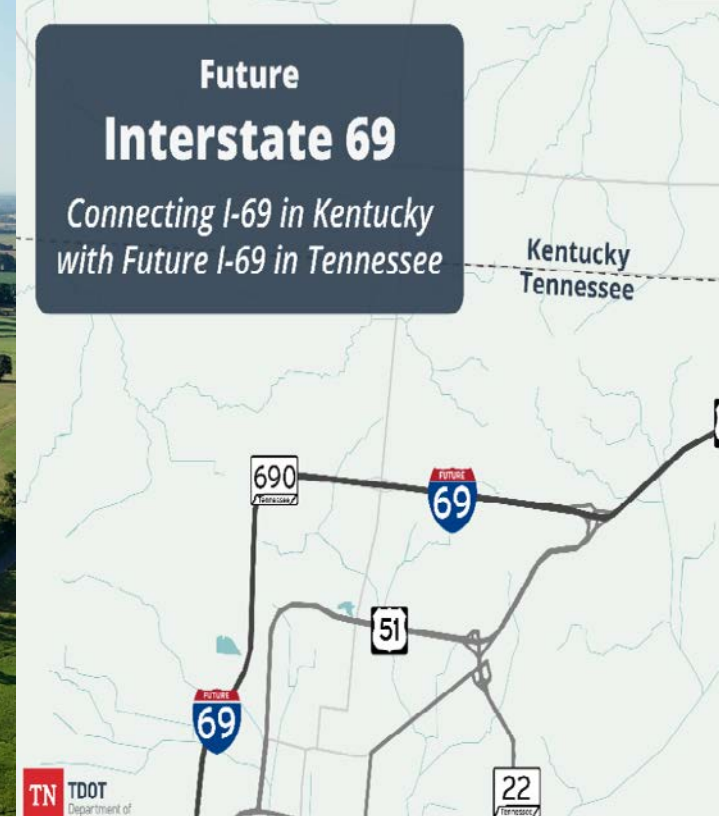 Future
Interstate 69
Connecting I-69 in Kentucky
with Future I-69 in Tennessee
Kentucky
Tennessee
690
Tennessee
FUTURE
69
51
FUTURE
69
22
Tennessee
TN TDOT
Department of